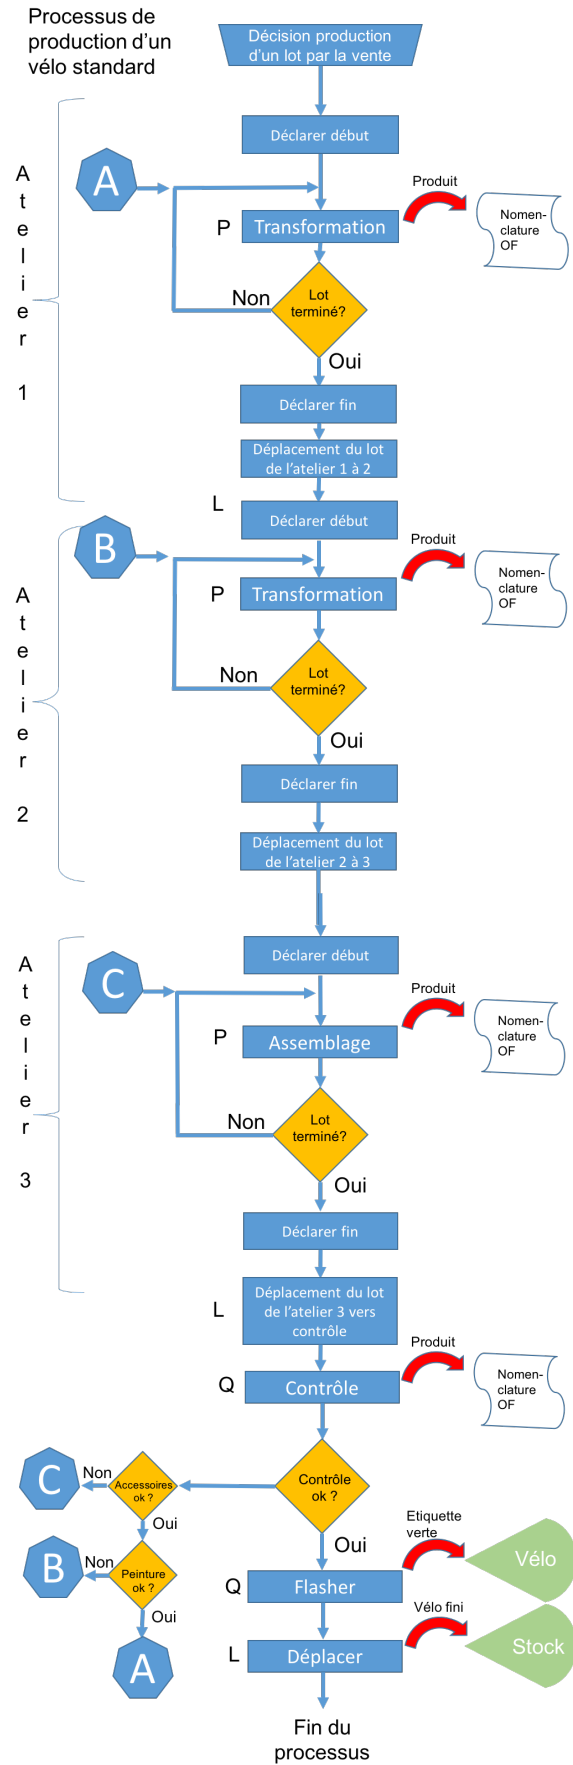 Processus de
production d’un
vélo standard
Décision production
d’un lot par la vente
Déclarer début
A
Produit
P
Transformation
Nomen-
clature
OF
Non
Lot
terminé?
Oui
Atelier 1
Déclarer fin
Déplacement du lot
de l’atelier 1 à 2
L
Déclarer début
B
Produit
P
Transformation
Nomen-
clature
OF
Non
Lot
terminé?
Oui
Atelier 2
Déclarer fin
Déplacement du lot
de l’atelier 2 à 3
Déclarer début
C
Produit
P
Assemblage
Nomen-
clature
OF
Non
Lot
terminé?
Oui
Atelier 3
Déclarer fin
L
Déplacement du lot
de l’atelier 3 vers
contrôle
Produit
Q
Contrôle
Nomen-
clature
OF
C
Non
Accessoires
ok ?
Contrôle
ok ?
Oui
Oui
B
Non
Peinture
ok ?
Oui
A
Etiquette
verte
Q
Flasher
Vélo
Vélo fini
L
Déplacer
Stock
Fin du
processus